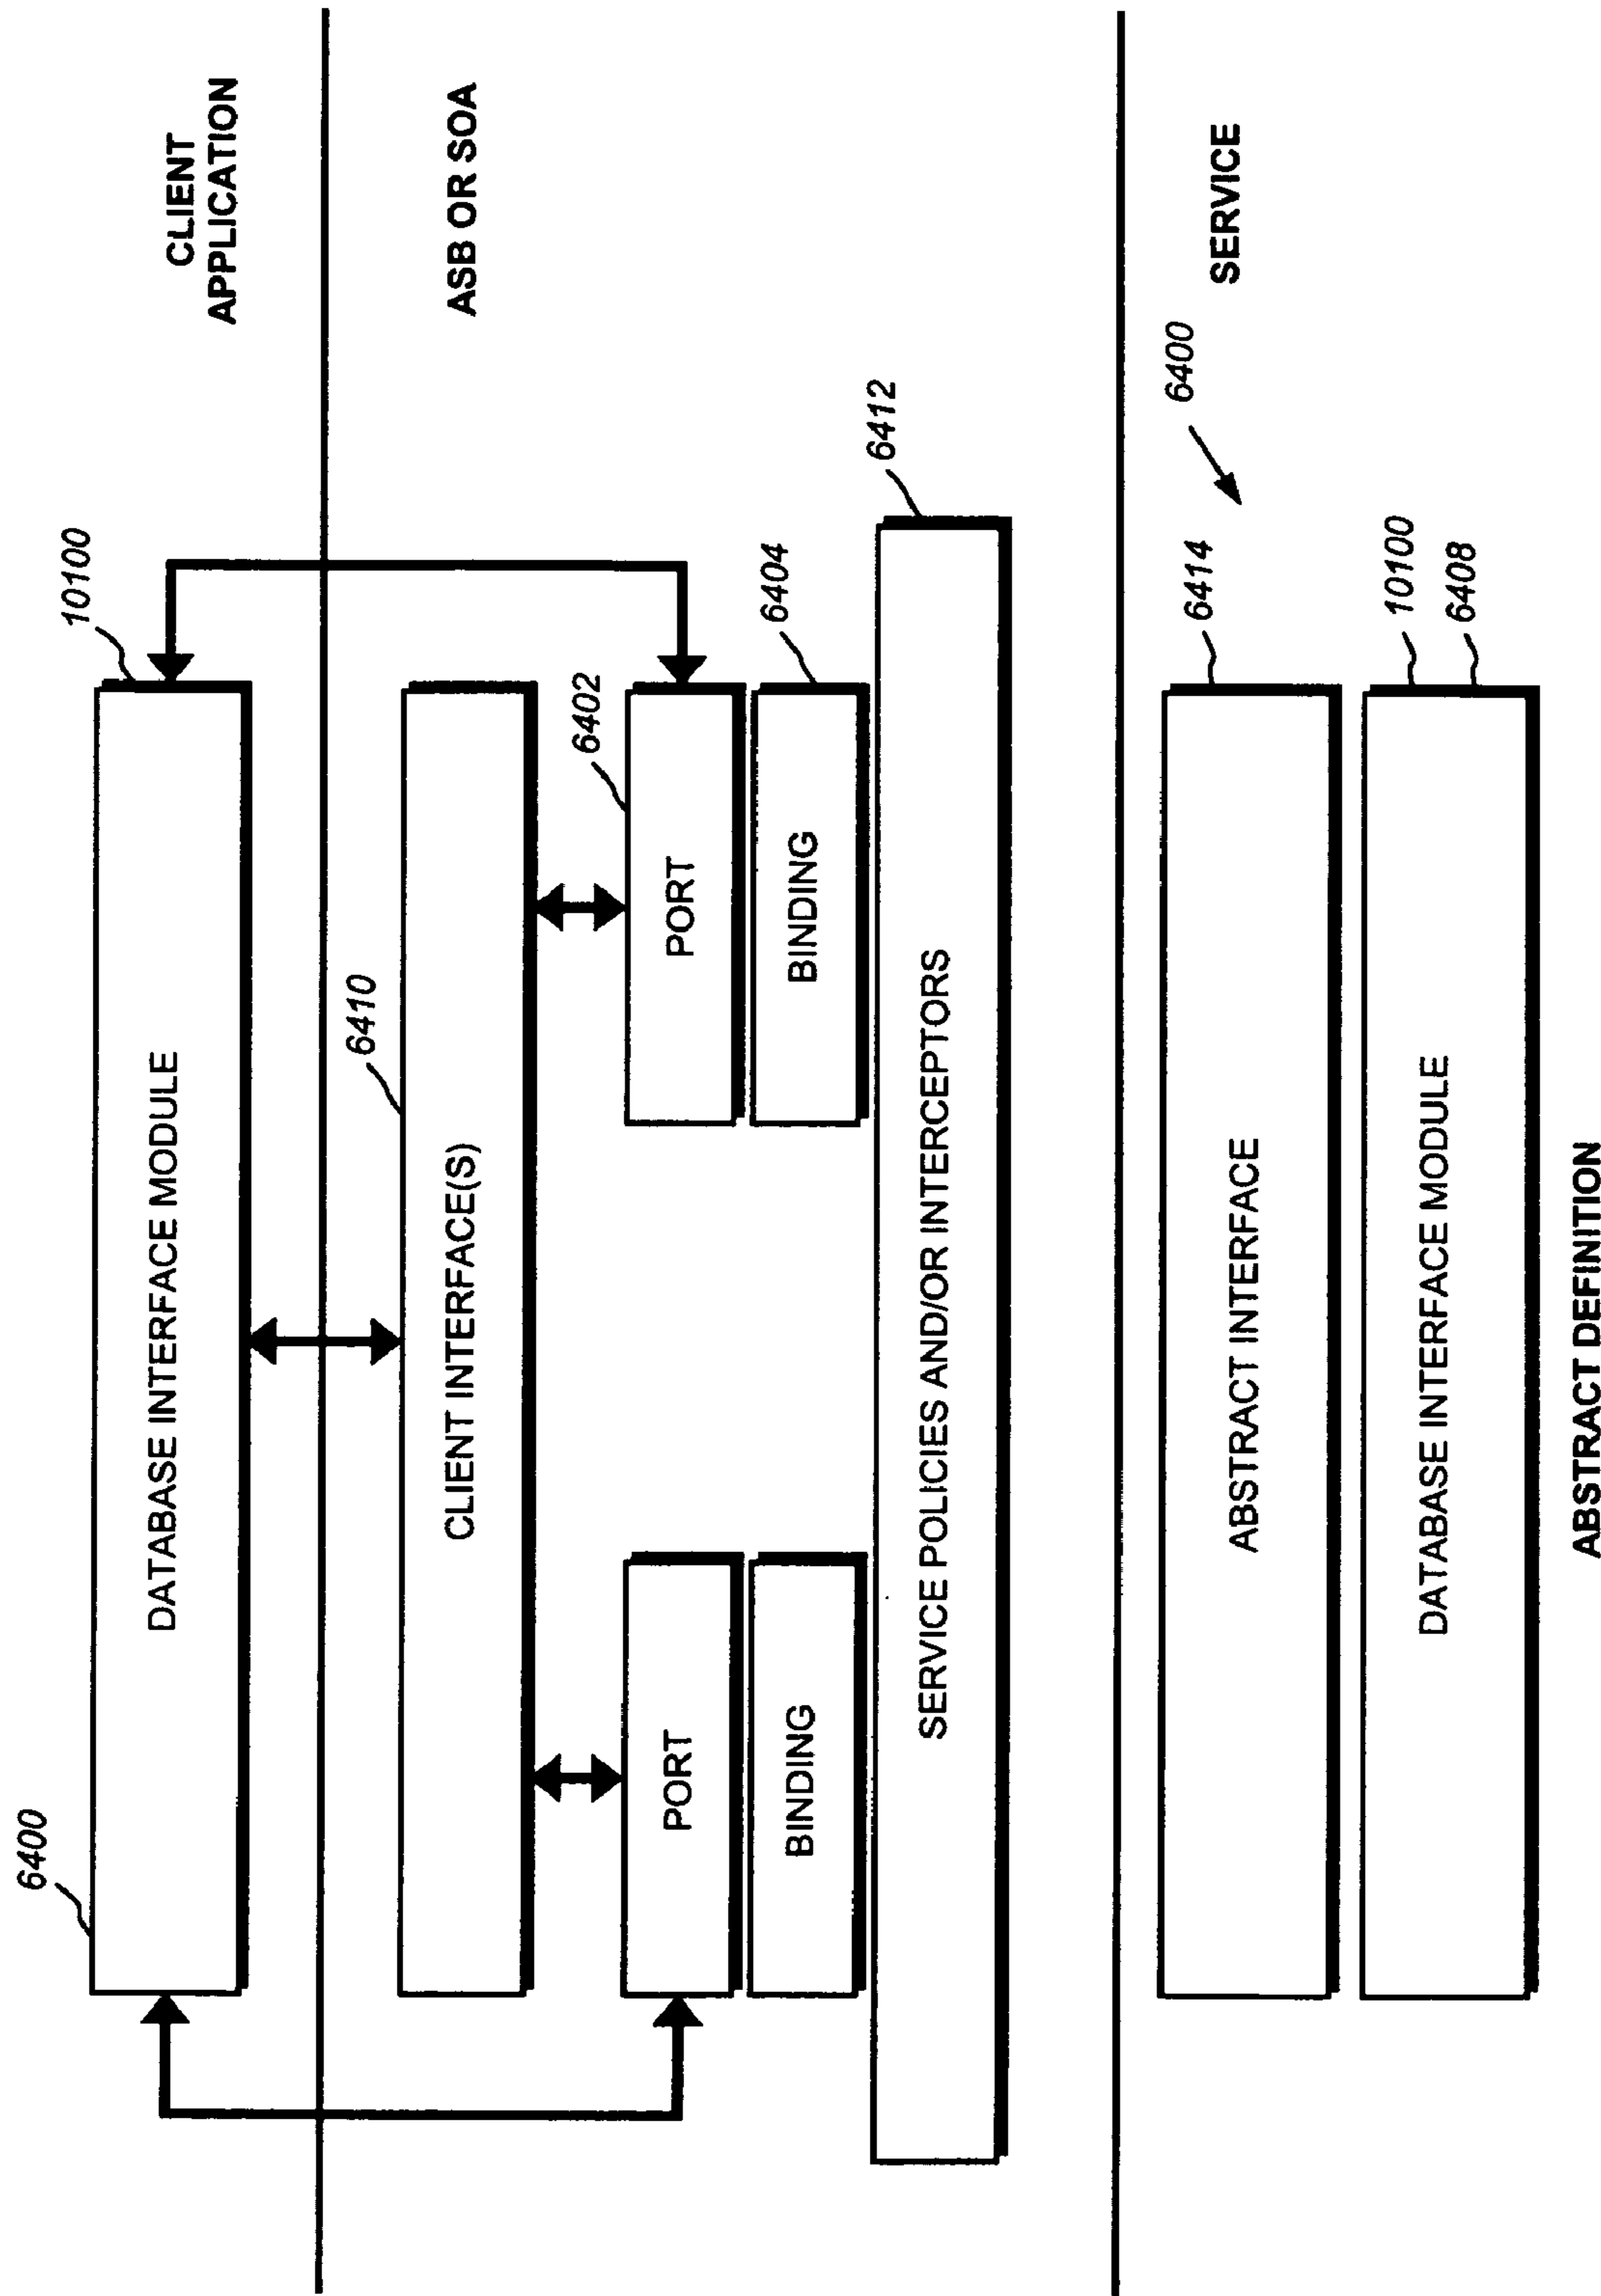 6400
DATABASE INTERFACE MODULE
10100
CLIENT
APPLICATION
6410
CLIENT INTERFACE(S)
ASB OR SOA
6402
PORT
PORT
6404
BINDING
BINDING
6412
SERVICE POLICIES AND/OR INTERCEPTORS
6414
6400
SERVICE
ABSTRACT INTERFACE
10100
6408
DATABASE INTERFACE MODULE
ABSTRACT DEFINITION